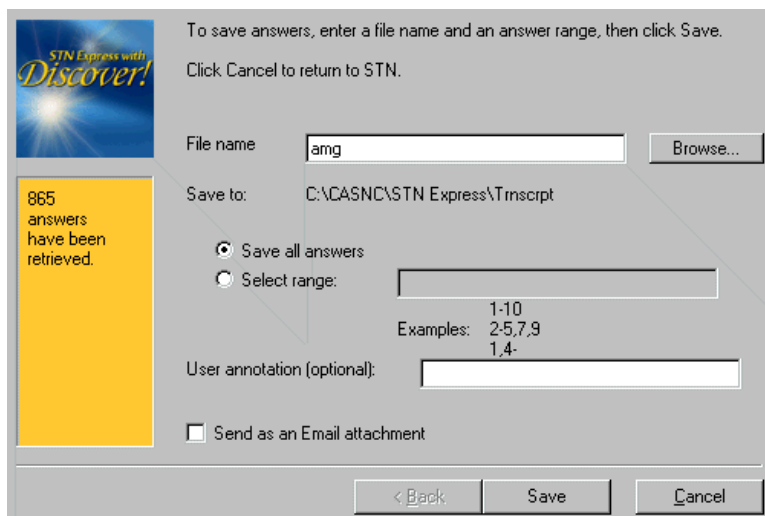 To save answers, enter a file name and an answer range, then click Save.
STN Express with
Discover!
Click Cancel to return to STN.
File name
amg
Browse...
865
answers
have been
retrieved.
Save to: C:\CASNC\STN Express\Trnscrpt
Save all answers
Select range:
Examples:
1-10
2-5,7,9
1,4-
User annotation (optional):
Send as an Email attachment
< Back
Save
Cancel